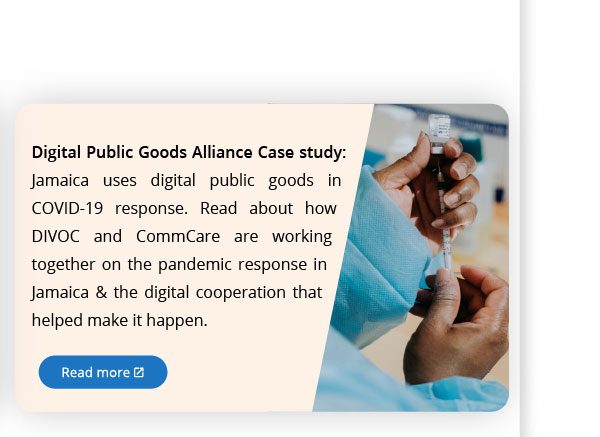 Digital Public Goods Alliance Case study:
Jamaica uses digital public goods in
COVID-19 response. Read about how
DIVOC and CommCare are working
together on the pandemic response in
Jamaica & the digital cooperation that
helped make it happen.
Read more